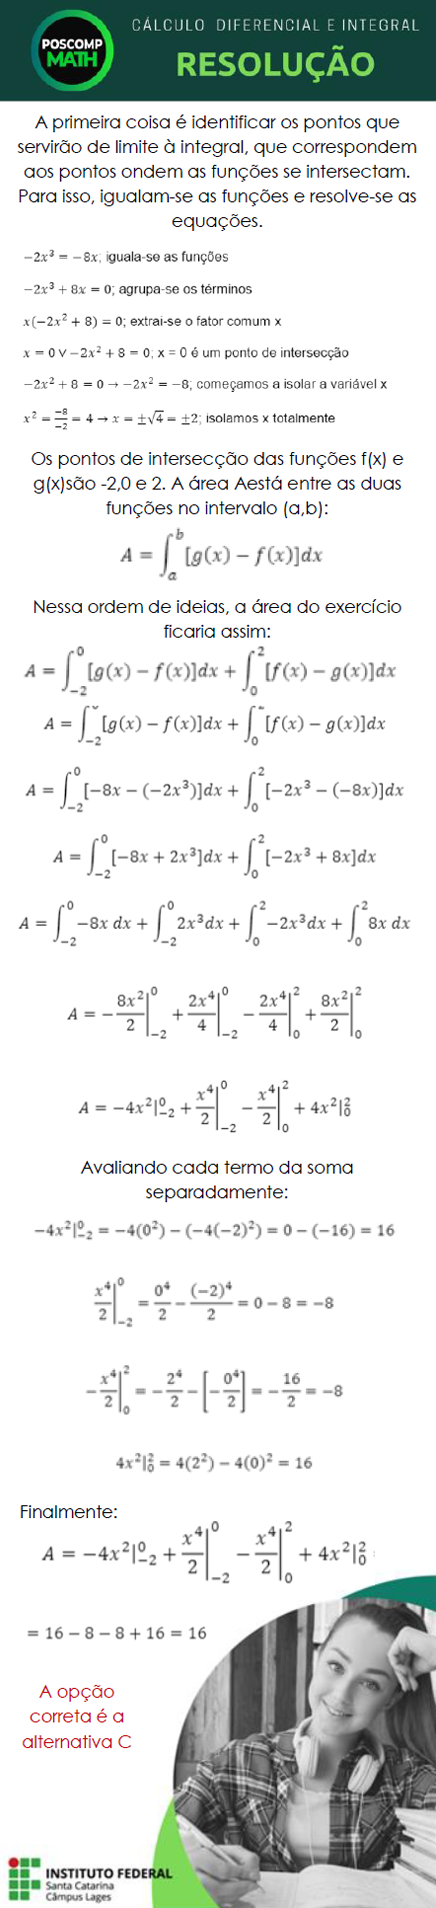 POSCOMP
MATH
CÁLCULO DIFERENCIAL E INTEGRAL
RESOLUÇÃO
A primeira coisa é identificar os pontos que
servirão de limite à integral, que correspondem
aos pontos ondem as funções se intersectam.
Para isso, igualam-se as funções e resolve-se as
equações.
−2x³ = −8x; iguala-se as funções
−2x³ + 8x = 0; agrupa-se os términos
x(−2x² + 8) = 0; extrai-se o fator comum x
x = 0 ∨ −2x² + 8 = 0; x = 0 é um ponto de intersecção
−2x² + 8 = 0 → −2x² = −8; começamos a isolar a variável x
x² = −8/−2 = 4 → x = ±√4 = ±2; isolamos x totalmente
Os pontos de intersecção das funções f(x) e
g(x)são -2,0 e 2. A área Aestá entre as duas
funções no intervalo (a,b):
A = ∫_a^b [g(x) − f(x)]dx
Nessa ordem de ideias, a área do exercício
ficaria assim:
A = ∫_−2^0 [g(x) − f(x)]dx + ∫_0^2 [f(x) − g(x)]dx
A = ∫_−2 [g(x) − f(x)]dx + ∫_0 [f(x) − g(x)]dx
A = ∫_−2^0 [−8x − (−2x³)]dx + ∫_0^2 [−2x³ − (−8x)]dx
A = ∫_−2^0 [−8x + 2x³]dx + ∫_0^2 [−2x³ + 8x]dx
A = ∫_−2^0 −8x dx + ∫_−2^0 2x³dx + ∫_0^2 −2x³dx + ∫_0^2 8x dx
A = − 8x²/2|_−2^0 + 2x⁴/4|_−2^0 − 2x⁴/4|_0^2 + 8x²/2|_0^2
A = −4x²|_−2^0 + x⁴/2|_−2^0 − x⁴/2|_0^2 + 4x²|_0^2
Avaliando cada termo da soma
separadamente:
−4x²|_−2^0 = −4(0²) − (−4(−2)²) = 0 − (−16) = 16
x⁴/2|_−2^0 = 0⁴/2 − (−2)⁴/2 = 0 − 8 = −8
− x⁴/2|_0^2 = − 2⁴/2 − [− 0⁴/2] = − 16/2 = −8
4x²|_0^2 = 4(2²) − 4(0)² = 16
Finalmente:
A = −4x²|_−2^0 + x⁴/2|_−2^0 − x⁴/2|_0^2 + 4x²|_0^2
= 16 − 8 − 8 + 16 = 16
A opção
correta é a
alternativa C
INSTITUTO FEDERAL
Santa Catarina
Câmpus Lages